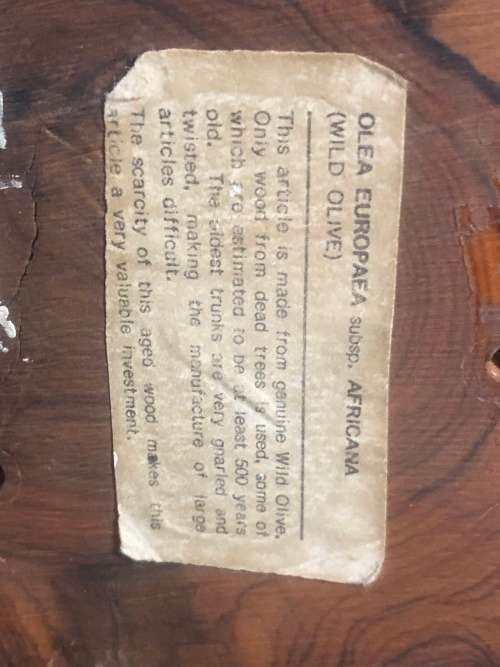 OLEA EUROPAEA subsp. AFRICANA
(WILD OLIVE)
This article is made from genuine Wild Olive.
Only wood from dead trees is used, some of
which are estimated to be at least 500 years
old. The oldest trunks are very gnarled and
twisted, making the manufacture of large
articles difficult.
The scarcity of this aged wood makes this
article a very valuable investment.